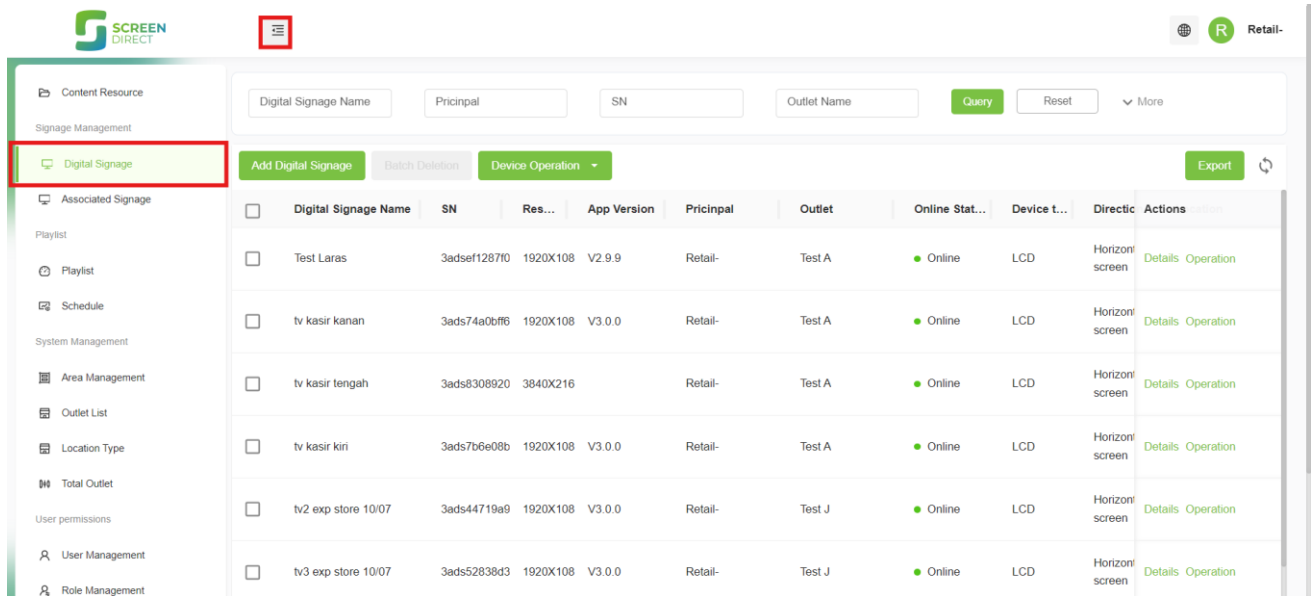 SCREEN
DIRECT
R Retail-
Content Resource
Signage Management
Digital Signage
Associated Signage
Playlist
Playlist
Schedule
System Management
Area Management
Outlet List
Location Type
Total Outlet
User permissions
User Management
Role Management
Digital Signage Name Pricinpal SN Outlet Name Query Reset More
Add Digital Signage Batch Deletion Device Operation Export
Digital Signage Name SN Res... App Version Pricinpal Outlet Online Stat... Device t... Directic Actions
Test Laras 3adsef1287f0 1920X108 V2.9.9 Retail- Test A Online LCD Horizont screen Details Operation
tv kasir kanan 3ads74a0bff6 1920X108 V3.0.0 Retail- Test A Online LCD Horizont screen Details Operation
tv kasir tengah 3ads8308920 3840X216 Retail- Test A Online LCD Horizont screen Details Operation
tv kasir kiri 3ads7b6e08b 1920X108 V3.0.0 Retail- Test A Online LCD Horizont screen Details Operation
tv2 exp store 10/07 3ads44719a9 1920X108 V3.0.0 Retail- Test J Online LCD Horizont screen Details Operation
tv3 exp store 10/07 3ads52838d3 1920X108 V3.0.0 Retail- Test J Online LCD Horizont screen Details Operation